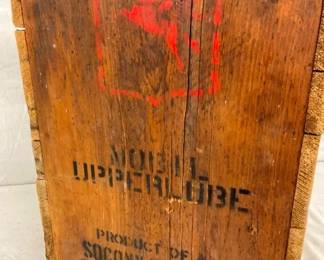 MOBIL
UPPERLUBE
PRODUCT OF A
SOCONY